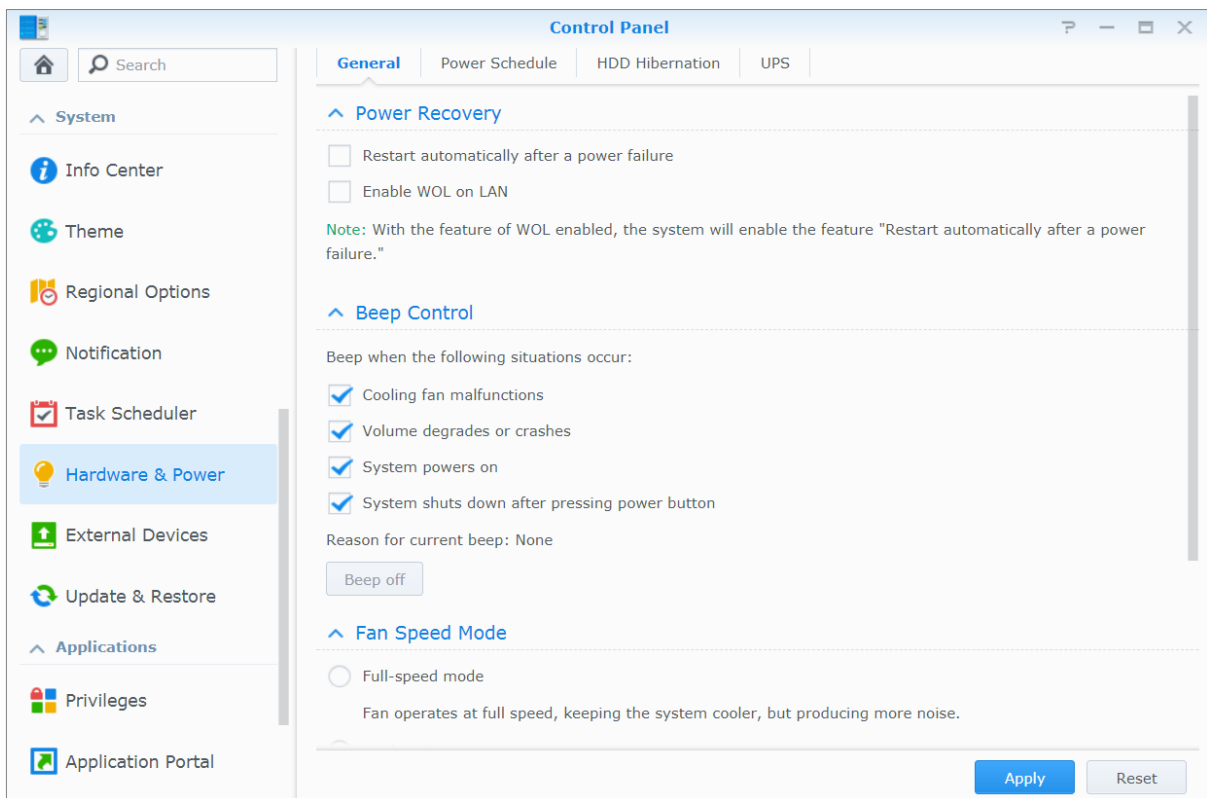 Control Panel
Search
System
Info Center
Theme
Regional Options
Notification
Task Scheduler
Hardware & Power
External Devices
Update & Restore
Applications
Privileges
Application Portal
General
Power Schedule
HDD Hibernation
UPS
Power Recovery
Restart automatically after a power failure
Enable WOL on LAN
Note: With the feature of WOL enabled, the system will enable the feature "Restart automatically after a power
failure."
Beep Control
Beep when the following situations occur:
Cooling fan malfunctions
Volume degrades or crashes
System powers on
System shuts down after pressing power button
Reason for current beep: None
Beep off
Fan Speed Mode
Full-speed mode
Fan operates at full speed, keeping the system cooler, but producing more noise.
Apply
Reset